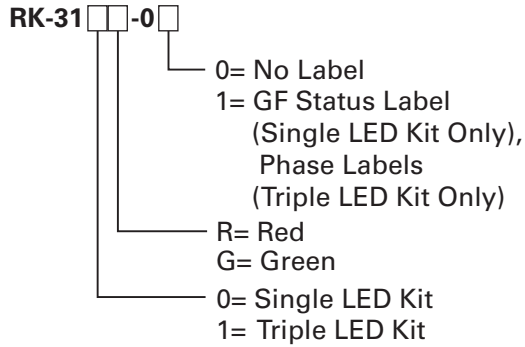 RK-31□□-0□
0= No Label
1= GF Status Label
(Single LED Kit Only),
Phase Labels
(Triple LED Kit Only)
R= Red
G= Green
0= Single LED Kit
1= Triple LED Kit